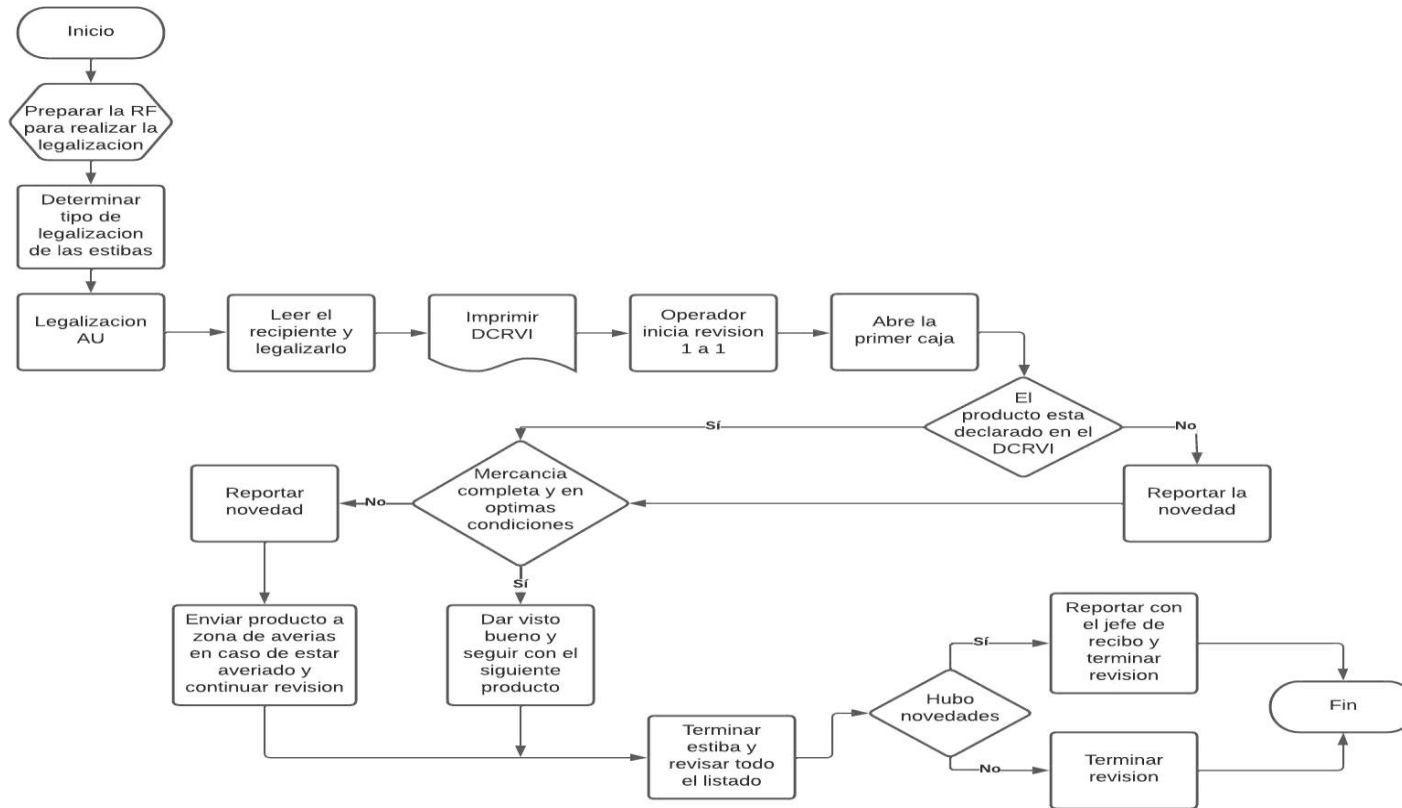 Inicio
Preparar la RF
para realizar la
legalizacion
Determinar
tipo de
legalizacion
de las estibas
Legalizacion
AU
Leer el
recipiente y
legalizarlo
Imprimir
DCRVI
Operador
inicia revision
1 a 1
Abre la
primer caja
El
producto esta
declarado en el
DCRVI
Sí
No
Reportar la
novedad
Mercancia
completa y en
optimas
condiciones
No
Reportar
novedad
Sí
Enviar producto a
zona de averias
en caso de estar
averiado y
continuar revision
Dar visto
bueno y
seguir con el
siguiente
producto
Terminar
estiba y
revisar todo
el listado
Hubo
novedades
Sí
Reportar con
el jefe de
recibo y
terminar
revision
No
Terminar
revision
Fin